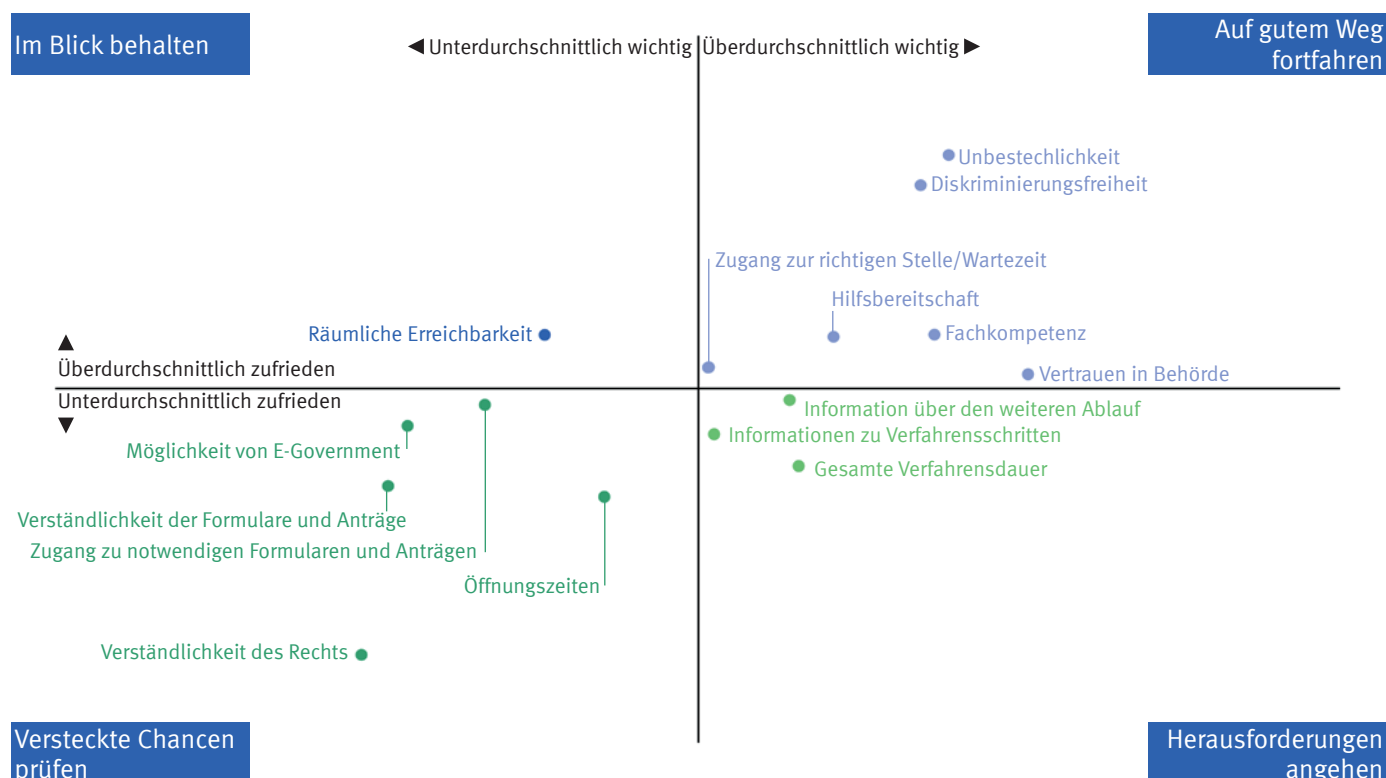 Im Blick behalten
◀ Unterdurchschnittlich wichtig
Überdurchschnittlich wichtig ▶
Auf gutem Weg
fortfahren
Unbestechlichkeit
Diskriminierungsfreiheit
Zugang zur richtigen Stelle/Wartezeit
Hilfsbereitschaft
Räumliche Erreichbarkeit
Fachkompetenz
▲
Überdurchschnittlich zufrieden
Vertrauen in Behörde
Unterdurchschnittlich zufrieden
▼
Information über den weiteren Ablauf
Informationen zu Verfahrensschritten
Möglichkeit von E-Government
Gesamte Verfahrensdauer
Verständlichkeit der Formulare und Anträge
Zugang zu notwendigen Formularen und Anträgen
Öffnungszeiten
Verständlichkeit des Rechts
Versteckte Chancen
prüfen
Herausforderungen
angehen